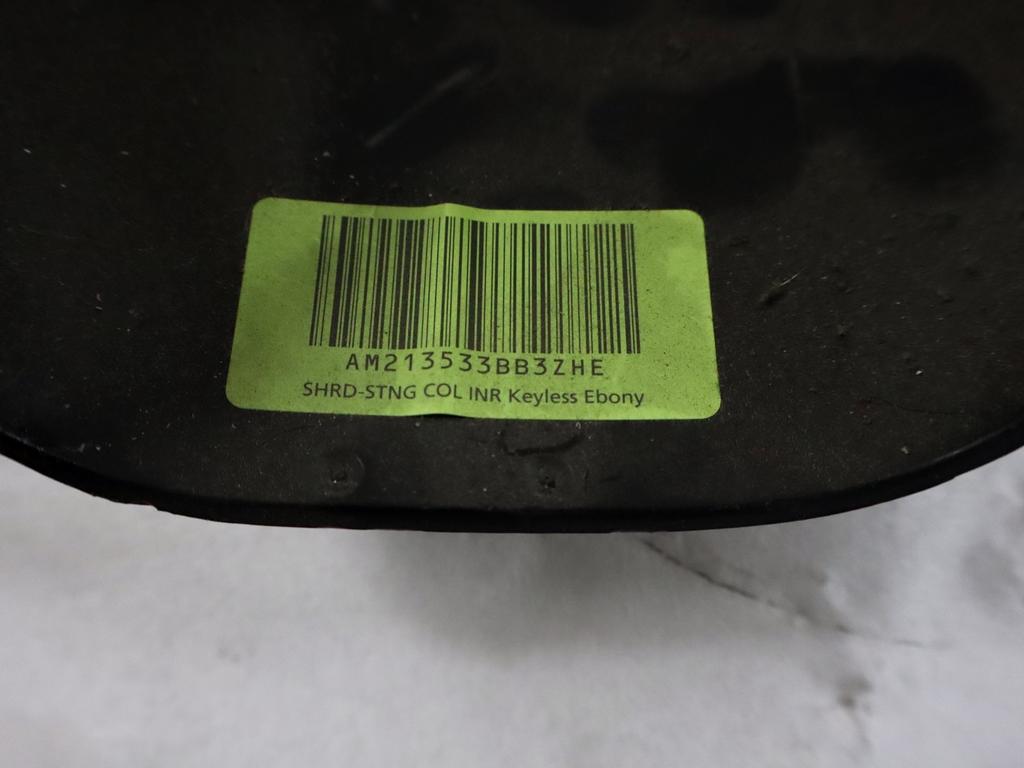 AM213533BB3ZHE
SHRD-STNG COL INR Keyless Ebony